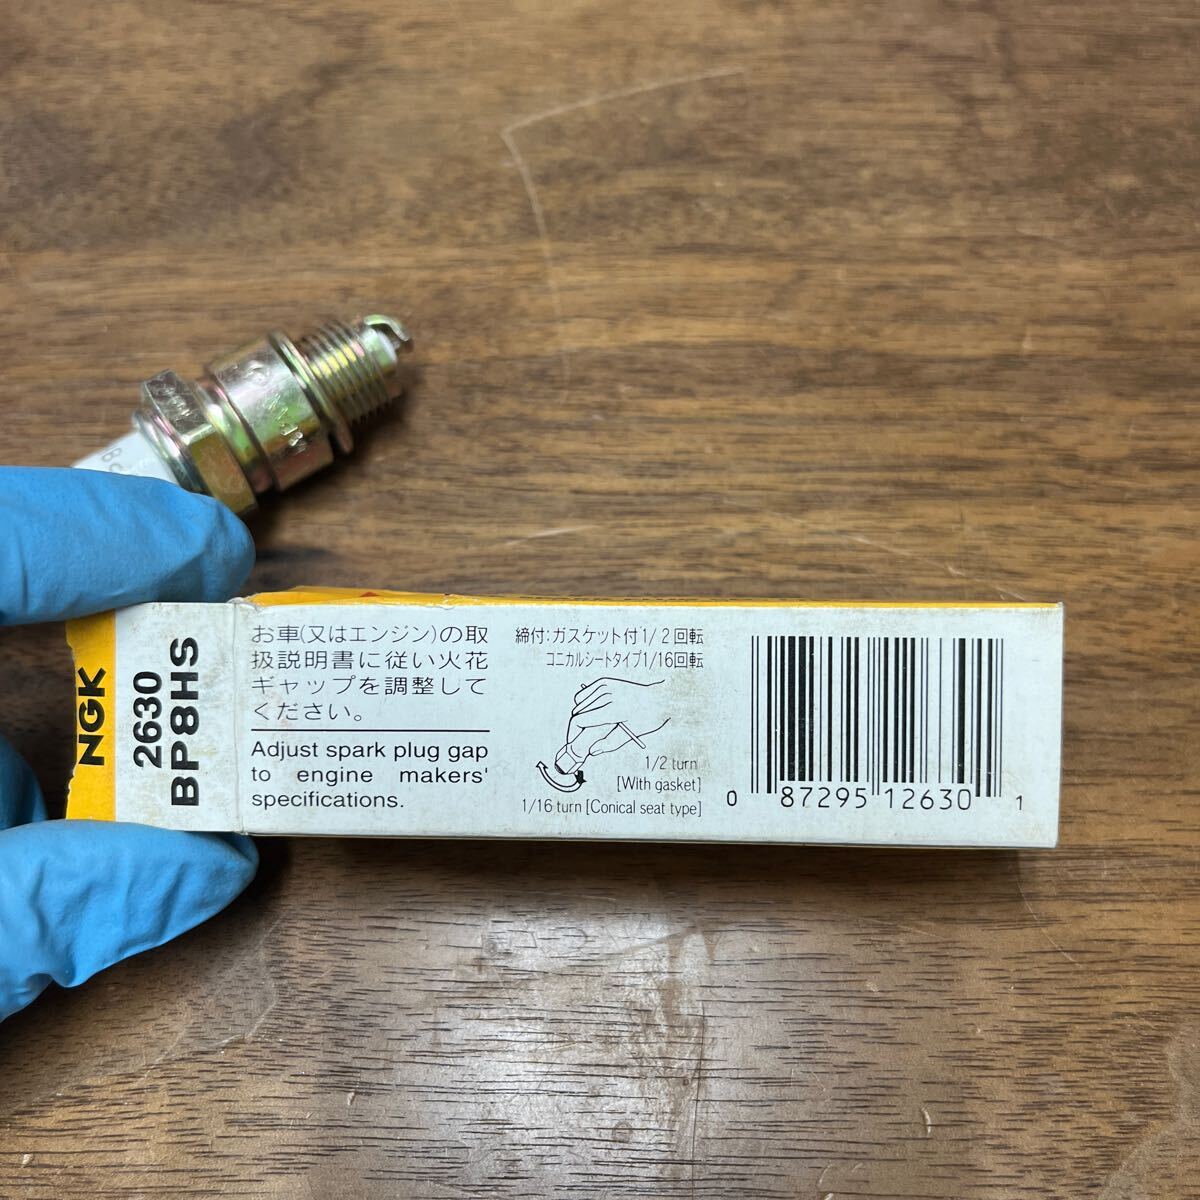 NGK
2630
BP8HS
お車(又はエンジン)の取
扱説明書に従い火花
ギャップを調整して
ください。
Adjust spark plug gap
to engine makers'
specifications.
締付:ガスケット付1/2回転
コニカルシートタイプ1/16回転
1/2 turn
[With gasket]
1/16 turn [Conical seat type]
0 87295 12630 1